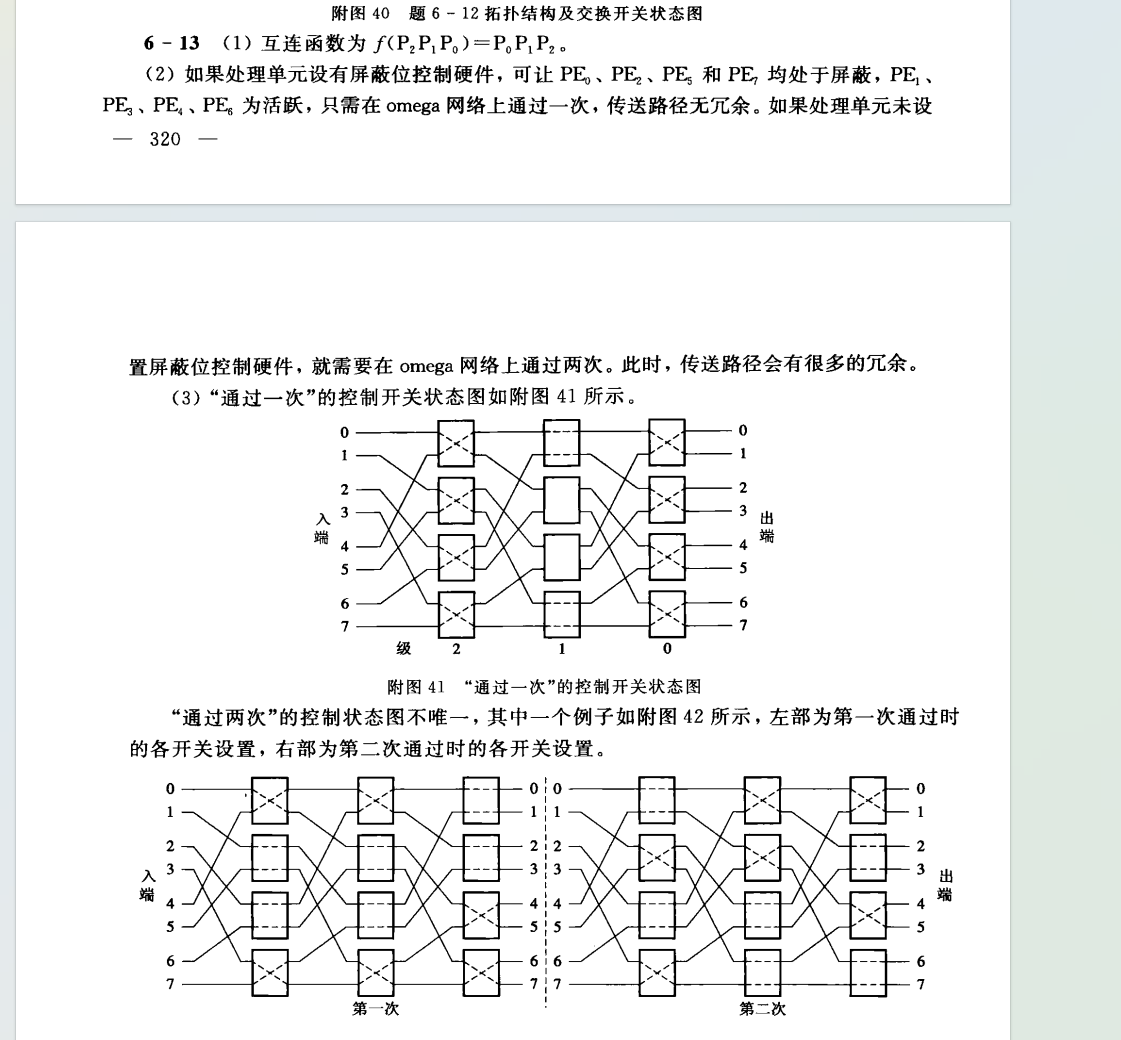 附图 40 题 6-12 拓扑结构及交换开关状态图
6-13 (1) 互连函数为 f(P₂P₁P₀)=P₀P₁P₂。
(2) 如果处理单元设有屏蔽位控制硬件，可让 PE₀、PE₂、PE₅ 和 PE₇ 均处于屏蔽，PE₁、
PE₃、PE₄、PE₆ 为活跃，只需在 omega 网络上通过一次，传送路径无冗余。如果处理单元未设
— 320 —
置屏蔽位控制硬件，就需要在 omega 网络上通过两次。此时，传送路径会有很多的冗余。
(3) “通过一次”的控制开关状态图如附图 41 所示。
0 0
1 1
2 2
入端 3 3 出端
4 4
5 5
6 6
7 7
级 2 1 0
附图 41 “通过一次”的控制开关状态图
“通过两次”的控制状态图不唯一，其中一个例子如附图 42 所示，左部为第一次通过时
的各开关设置，右部为第二次通过时的各开关设置。
0 0 0 0
1 1 1 1
2 2 2 2
入端 3 3 3 3 出端
4 4 4 4
5 5 5 5
6 6 6 6
7 7 7 7
第一次 第二次